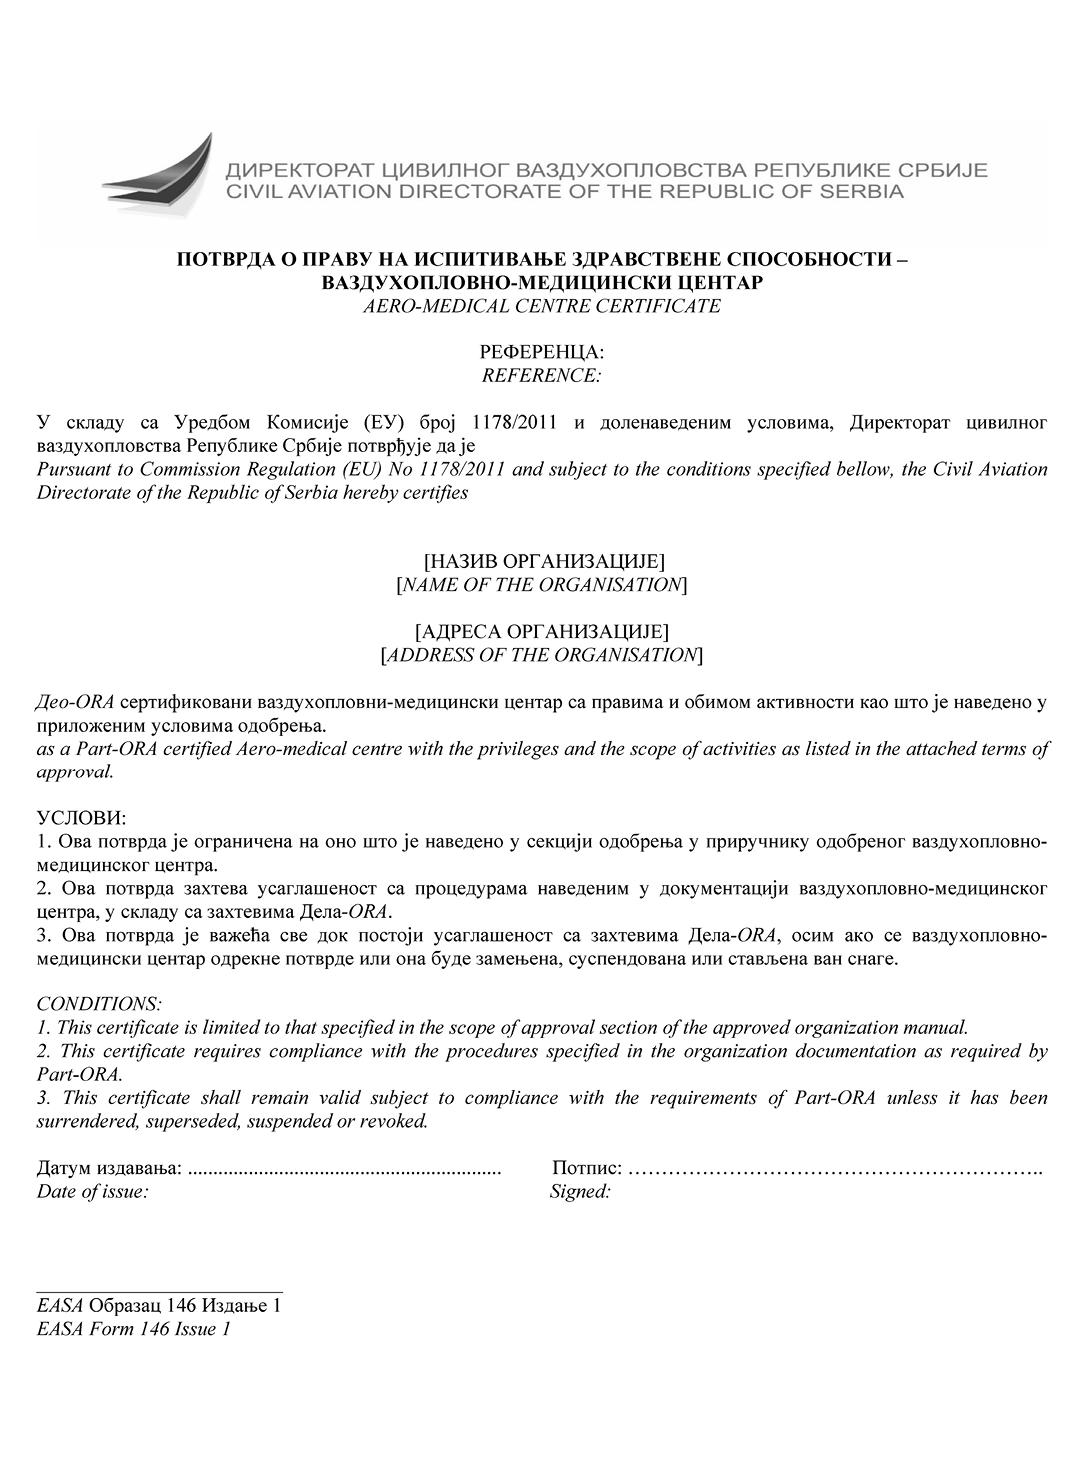 ДИРЕКТОРАТ ЦИВИЛНОГ ВАЗДУХОПЛОВСТВА РЕПУБЛИКЕ СРБИЈЕ
CIVIL AVIATION DIRECTORATE OF THE REPUBLIC OF SERBIA
ПОТВРДА О ПРАВУ НА ИСПИТИВАЊЕ ЗДРАВСТВЕНЕ СПОСОБНОСТИ –
ВАЗДУХОПЛОВНО-МЕДИЦИНСКИ ЦЕНТАР
AERO-MEDICAL CENTRE CERTIFICATE
РЕФЕРЕНЦА:
REFERENCE:
У складу са Уредбом Комисије (ЕУ) број 1178/2011 и доленаведеним условима, Директорат цивилног
ваздухопловства Републике Србије потврђује да је
Pursuant to Commission Regulation (EU) No 1178/2011 and subject to the conditions specified bellow, the Civil Aviation
Directorate of the Republic of Serbia hereby certifies
[НАЗИВ ОРГАНИЗАЦИЈЕ]
[NAME OF THE ORGANISATION]
[АДРЕСА ОРГАНИЗАЦИЈЕ]
[ADDRESS OF THE ORGANISATION]
Део-ORA сертификовани ваздухопловни-медицински центар са правима и обимом активности као што је наведено у
приложеним условима одобрења.
as a Part-ORA certified Aero-medical centre with the privileges and the scope of activities as listed in the attached terms of
approval.
УСЛОВИ:
1. Ова потврда је ограничена на оно што је наведено у секцији одобрења у приручнику одобреног ваздухопловно-
медицинског центра.
2. Ова потврда захтева усаглашеност са процедурама наведеним у документацији ваздухопловно-медицинског
центра, у складу са захтевима Дела-ORA.
3. Ова потврда је важећа све док постоји усаглашеност са захтевима Дела-ORA, осим ако се ваздухопловно-
медицински центар одрекне потврде или она буде замењена, суспендована или стављена ван снаге.
CONDITIONS:
1. This certificate is limited to that specified in the scope of approval section of the approved organization manual.
2. This certificate requires compliance with the procedures specified in the organization documentation as required by
Part-ORA.
3. This certificate shall remain valid subject to compliance with the requirements of Part-ORA unless it has been
surrendered, superseded, suspended or revoked.
Датум издавања: .............................................................. Потпис: ……………………………………………………..
Date of issue: Signed:
EASA Образац 146 Издање 1
EASA Form 146 Issue 1